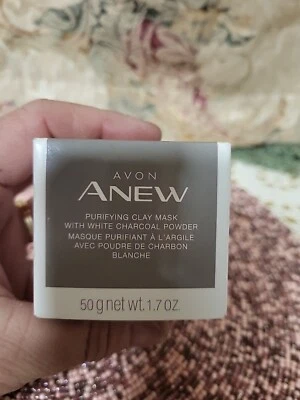 AVON
ANEW
PURIFYING CLAY MASK
WITH WHITE CHARCOAL POWDER
MASQUE PURIFIANT À L'ARGILE
AVEC POUDRE DE CHARBON
BLANCHE
50 g net wt. 1.7 OZ.